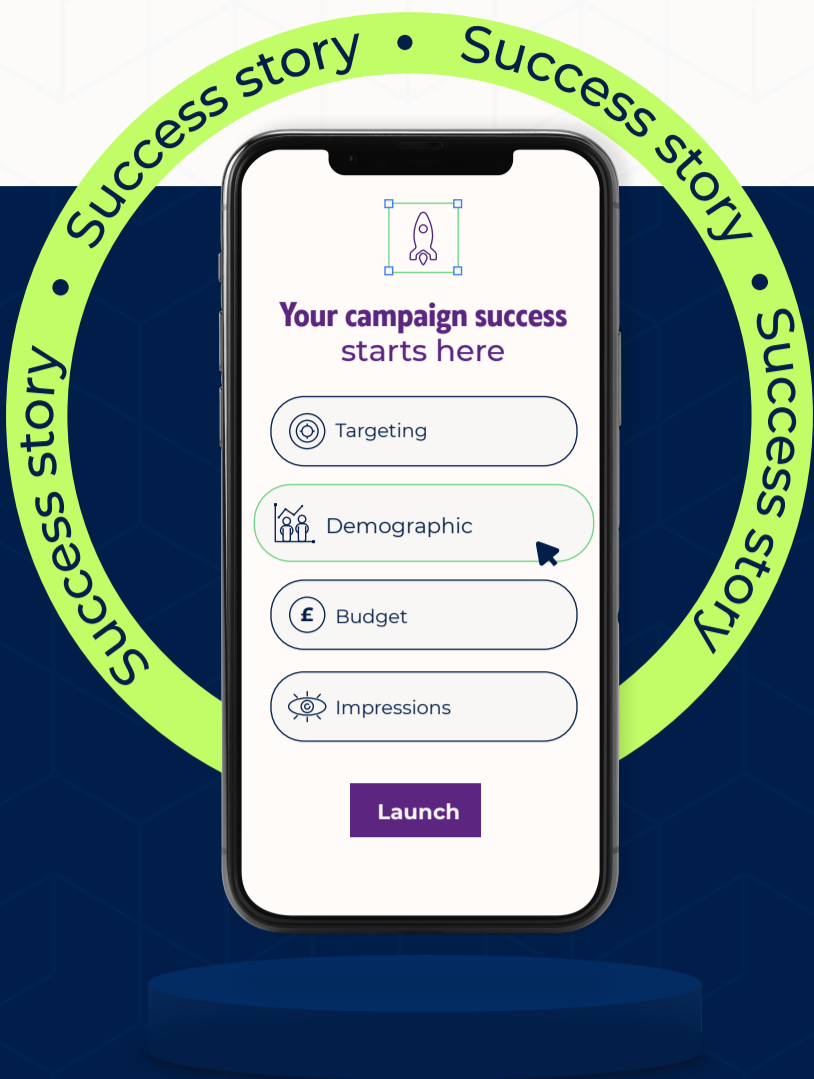 Success story • Success story • Success story • Success story
Your campaign success
starts here
Targeting
Demographic
£ Budget
Impressions
Launch